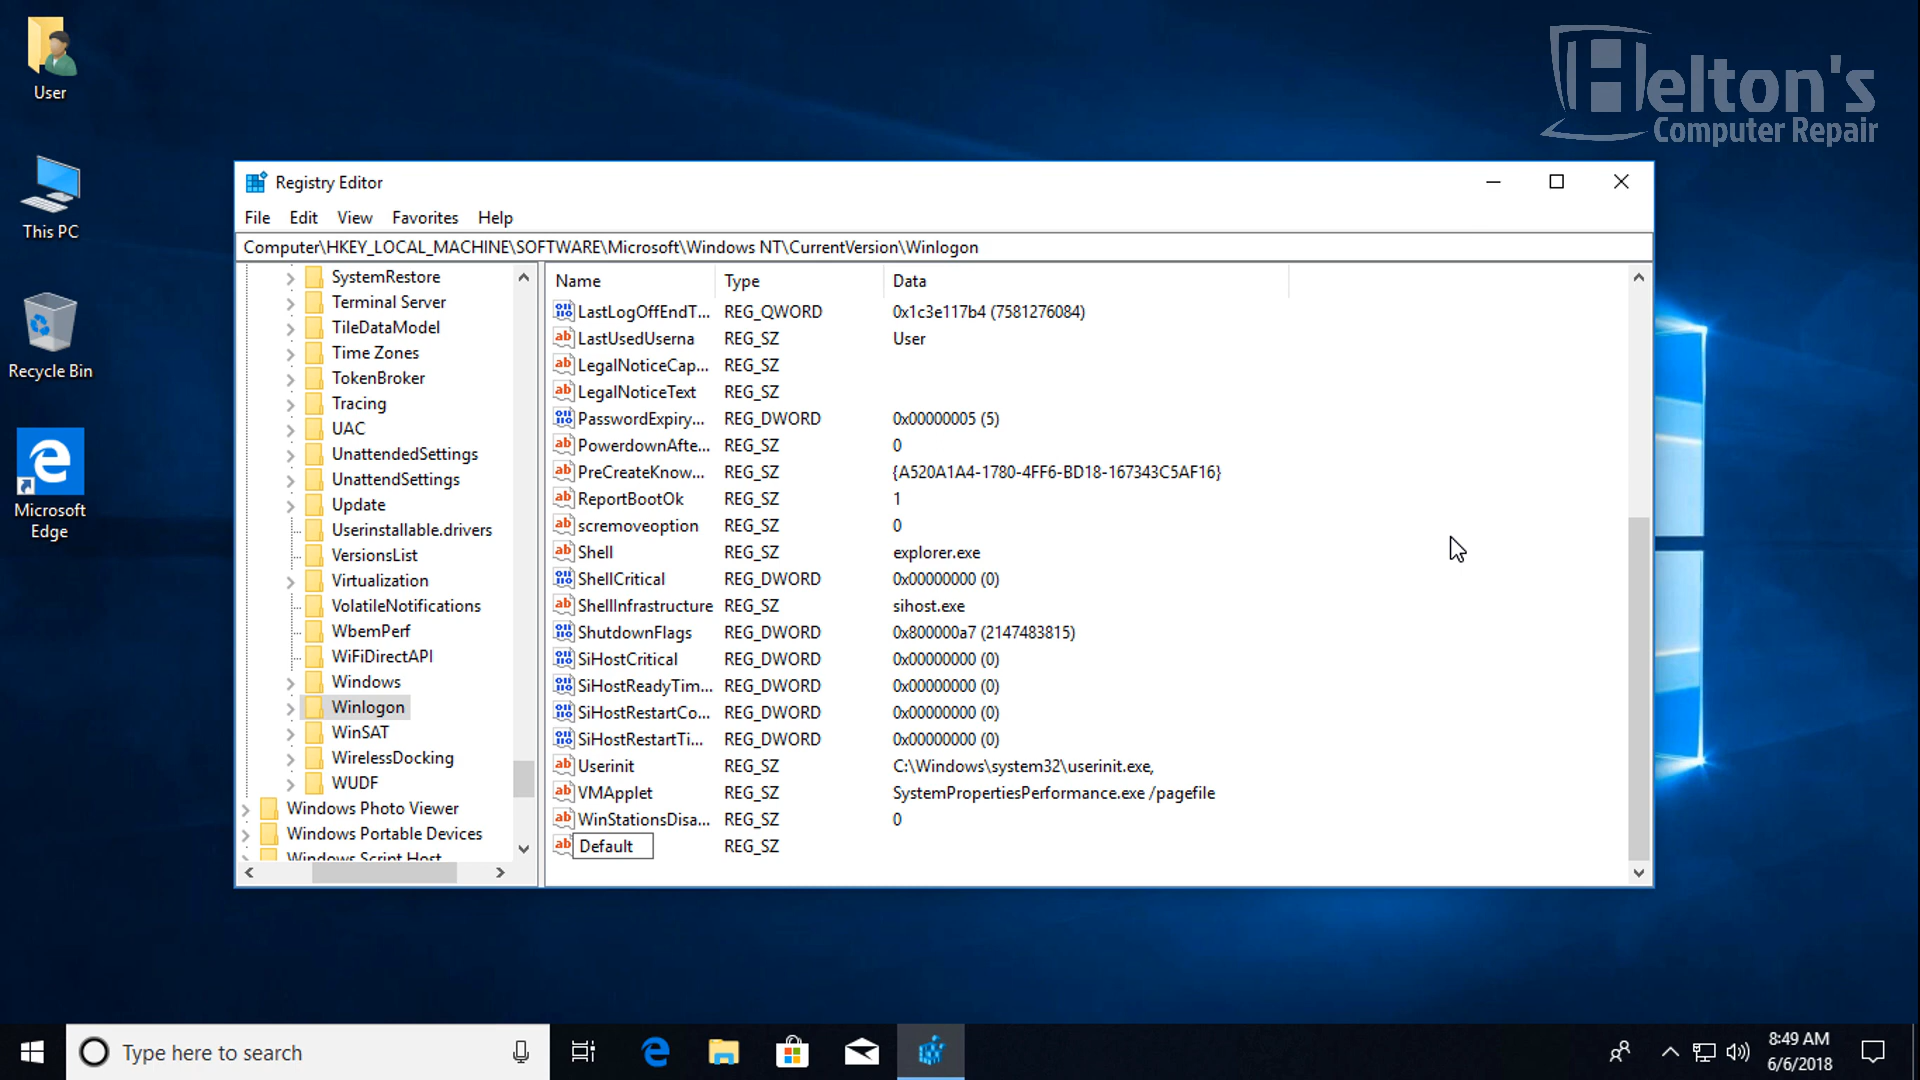 User
This PC
Recycle Bin
Microsoft
Edge
Helton's
Computer Repair
Registry Editor
File Edit View Favorites Help
Computer\HKEY_LOCAL_MACHINE\SOFTWARE\Microsoft\Windows NT\CurrentVersion\Winlogon
SystemRestore
Terminal Server
TileDataModel
Time Zones
TokenBroker
Tracing
UAC
UnattendedSettings
UnattendSettings
Update
Userinstallable.drivers
VersionsList
Virtualization
VolatileNotifications
WbemPerf
WiFiDirectAPI
Windows
Winlogon
WinSAT
WirelessDocking
WUDF
Windows Photo Viewer
Windows Portable Devices
Windows Script Host
Name Type Data
LastLogOffEndT... REG_QWORD 0x1c3e117b4 (7581276084)
LastUsedUserna REG_SZ User
LegalNoticeCap... REG_SZ
LegalNoticeText REG_SZ
PasswordExpiry... REG_DWORD 0x00000005 (5)
PowerdownAfte... REG_SZ 0
PreCreateKnow... REG_SZ {A520A1A4-1780-4FF6-BD18-167343C5AF16}
ReportBootOk REG_SZ 1
scremoveoption REG_SZ 0
Shell REG_SZ explorer.exe
ShellCritical REG_DWORD 0x00000000 (0)
ShellInfrastructure REG_SZ sihost.exe
ShutdownFlags REG_DWORD 0x800000a7 (2147483815)
SiHostCritical REG_DWORD 0x00000000 (0)
SiHostReadyTim... REG_DWORD 0x00000000 (0)
SiHostRestartCo... REG_DWORD 0x00000000 (0)
SiHostRestartTi... REG_DWORD 0x00000000 (0)
Userinit REG_SZ C:\Windows\system32\userinit.exe,
VMApplet REG_SZ SystemPropertiesPerformance.exe /pagefile
WinStationsDisa... REG_SZ 0
Default REG_SZ
Type here to search
8:49 AM
6/6/2018